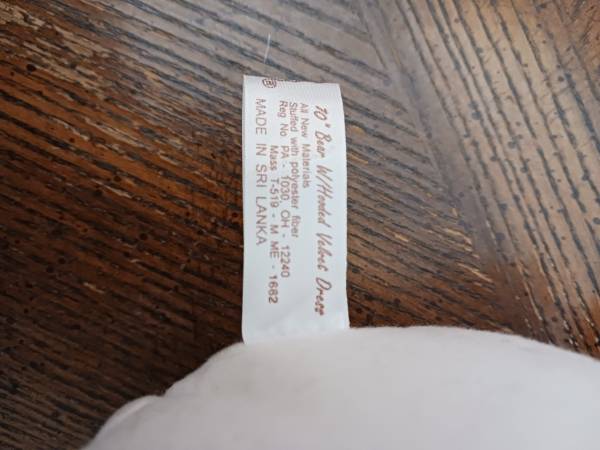 10" Bear W/Hooded Velvet Dress
All New Materials
Stuffed with polyester fiber
Reg No PA - 1030, OH - 12240
Mass T-519 - M ME - 1682
MADE IN SRI LANKA
®